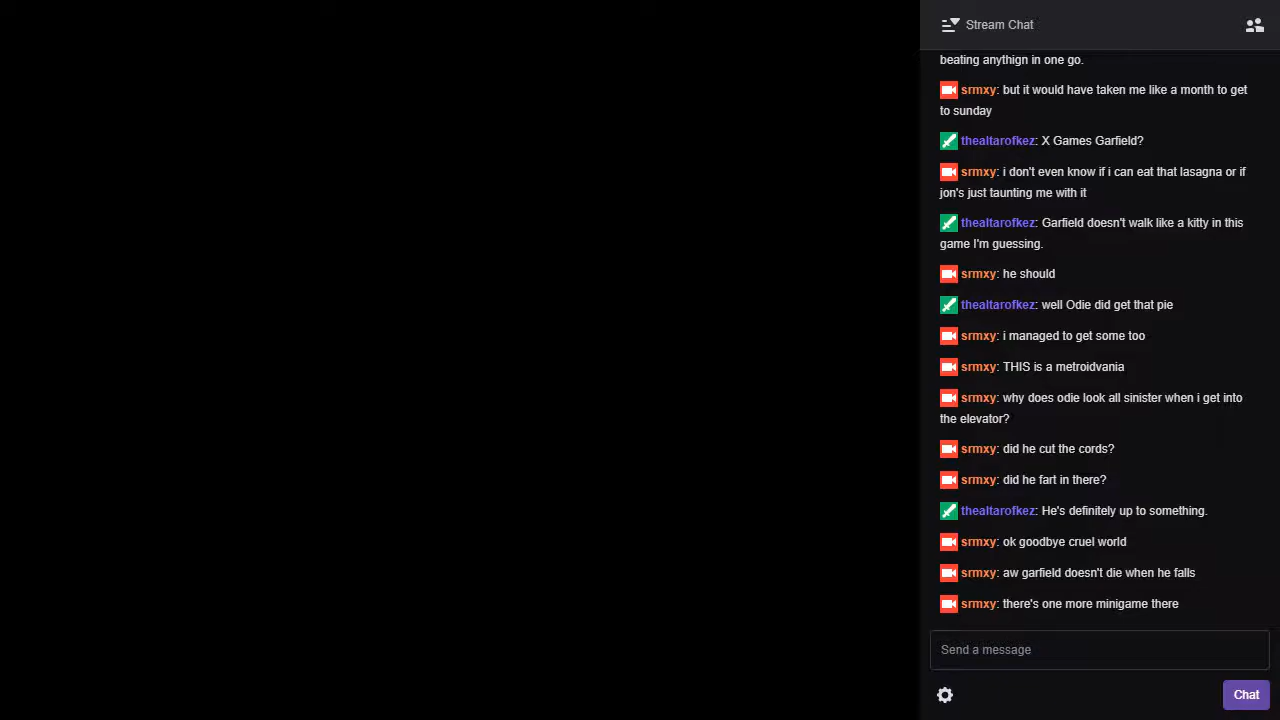 Stream Chat
beating anythign in one go.
srmxy: but it would have taken me like a month to get
to sunday
thealtarofkez: X Games Garfield?
srmxy: i don't even know if i can eat that lasagna or if
jon's just taunting me with it
thealtarofkez: Garfield doesn't walk like a kitty in this
game I'm guessing.
srmxy: he should
thealtarofkez: well Odie did get that pie
srmxy: i managed to get some too
srmxy: THIS is a metroidvania
srmxy: why does odie look all sinister when i get into
the elevator?
srmxy: did he cut the cords?
srmxy: did he fart in there?
thealtarofkez: He's definitely up to something.
srmxy: ok goodbye cruel world
srmxy: aw garfield doesn't die when he falls
srmxy: there's one more minigame there
Send a message
Chat